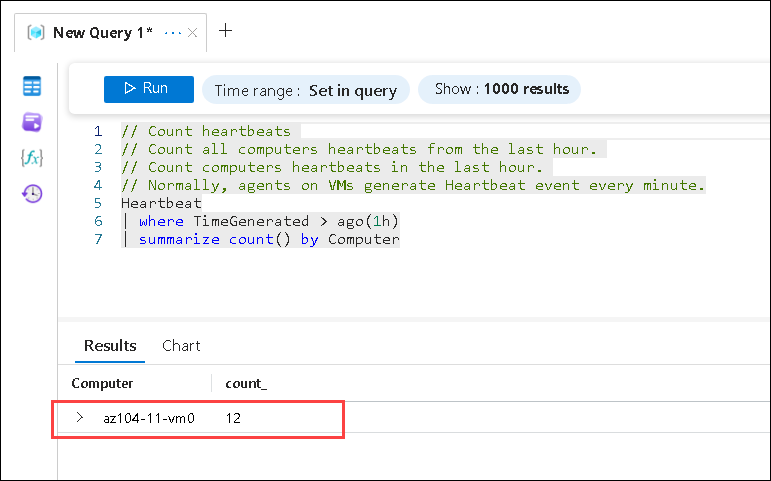 New Query 1* ··· × +
Run Time range : Set in query Show : 1000 results
1 // Count heartbeats
2 // Count all computers heartbeats from the last hour.
3 // Count computers heartbeats in the last hour.
4 // Normally, agents on VMs generate Heartbeat event every minute.
5 Heartbeat
6 | where TimeGenerated > ago(1h)
7 | summarize count() by Computer
Results Chart
Computer count_
> az104-11-vm0 12